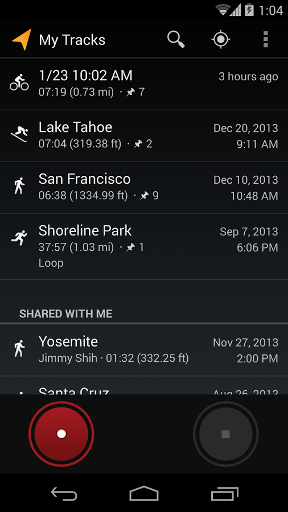 1:04
My Tracks
1/23 10:02 AM
3 hours ago
07:19 (0.73 mi) · 7
Lake Tahoe
Dec 20, 2013
07:04 (319.38 ft) · 2
9:11 AM
San Francisco
Dec 10, 2013
06:38 (1334.99 ft) · 9
10:48 AM
Shoreline Park
Sep 7, 2013
37:57 (1.03 mi) · 1
6:06 PM
Loop
SHARED WITH ME
Yosemite
Nov 27, 2013
Jimmy Shih · 01:32 (332.25 ft)
2:00 PM
Santa Cruz
Aug 26, 2013